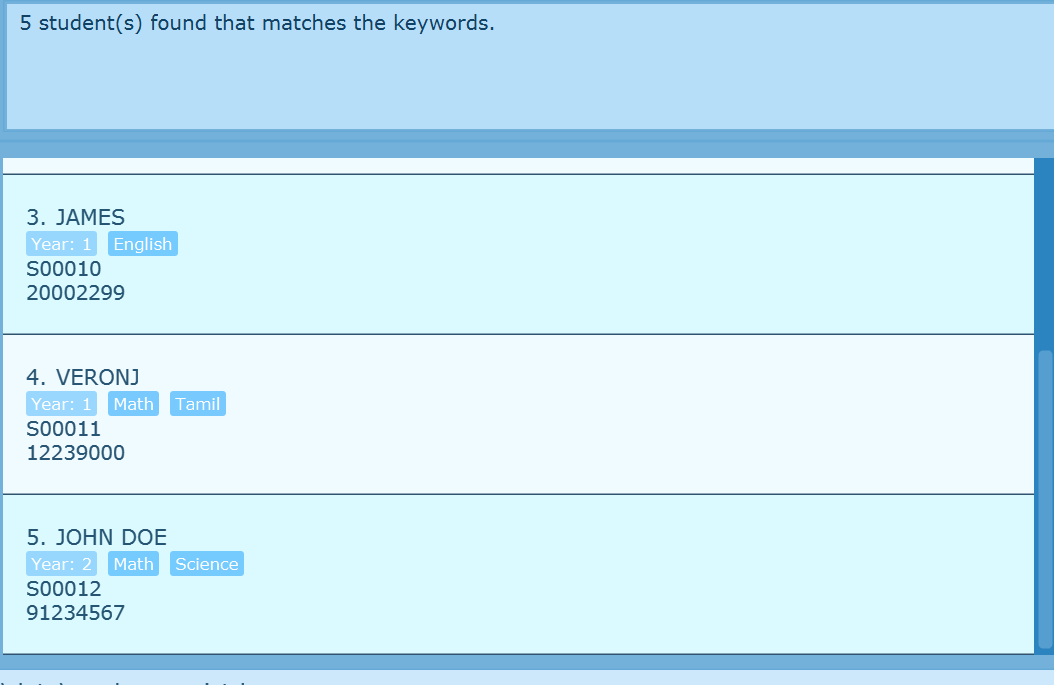 5 student(s) found that matches the keywords.
3. JAMES
Year: 1 English
S00010
20002299
4. VERONJ
Year: 1 Math Tamil
S00011
12239000
5. JOHN DOE
Year: 2 Math Science
S00012
91234567